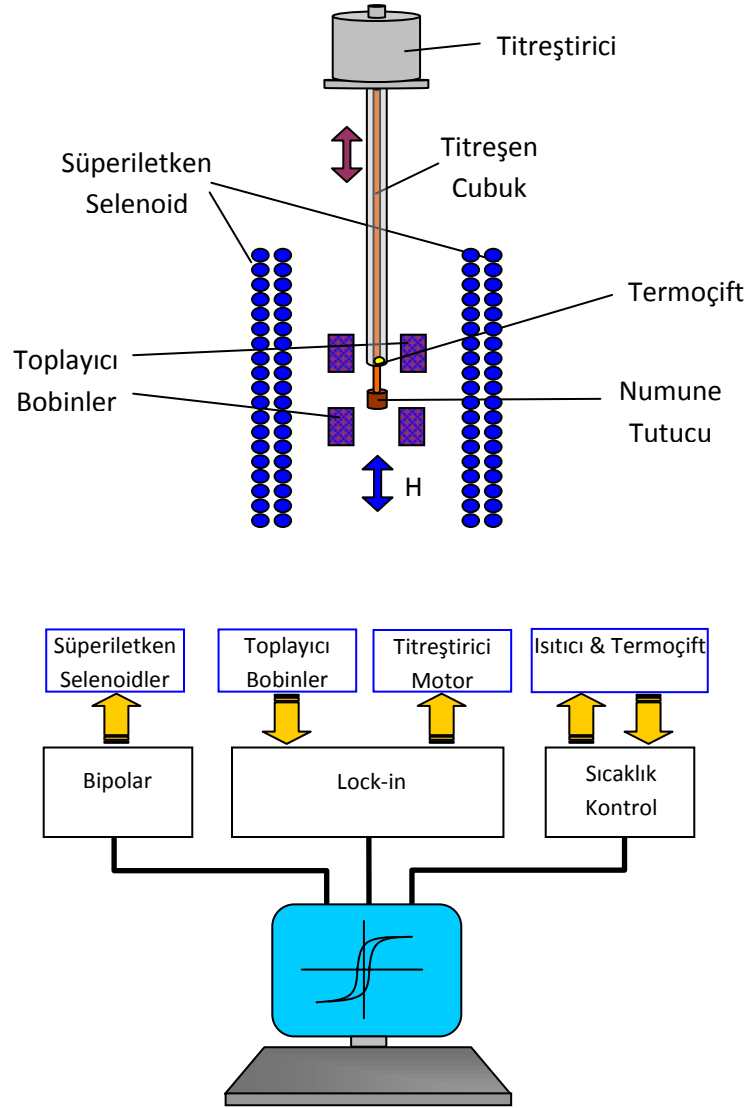 Titreştirici
Süperiletken
Selenoid
Titreşen
Cubuk
Termoçift
Toplayıcı
Bobinler
Numune
Tutucu
H
Süperiletken
Selenoidler
Toplayıcı
Bobinler
Titreştirici
Motor
Isıtıcı & Termoçift
Bipolar
Lock-in
Sıcaklık
Kontrol